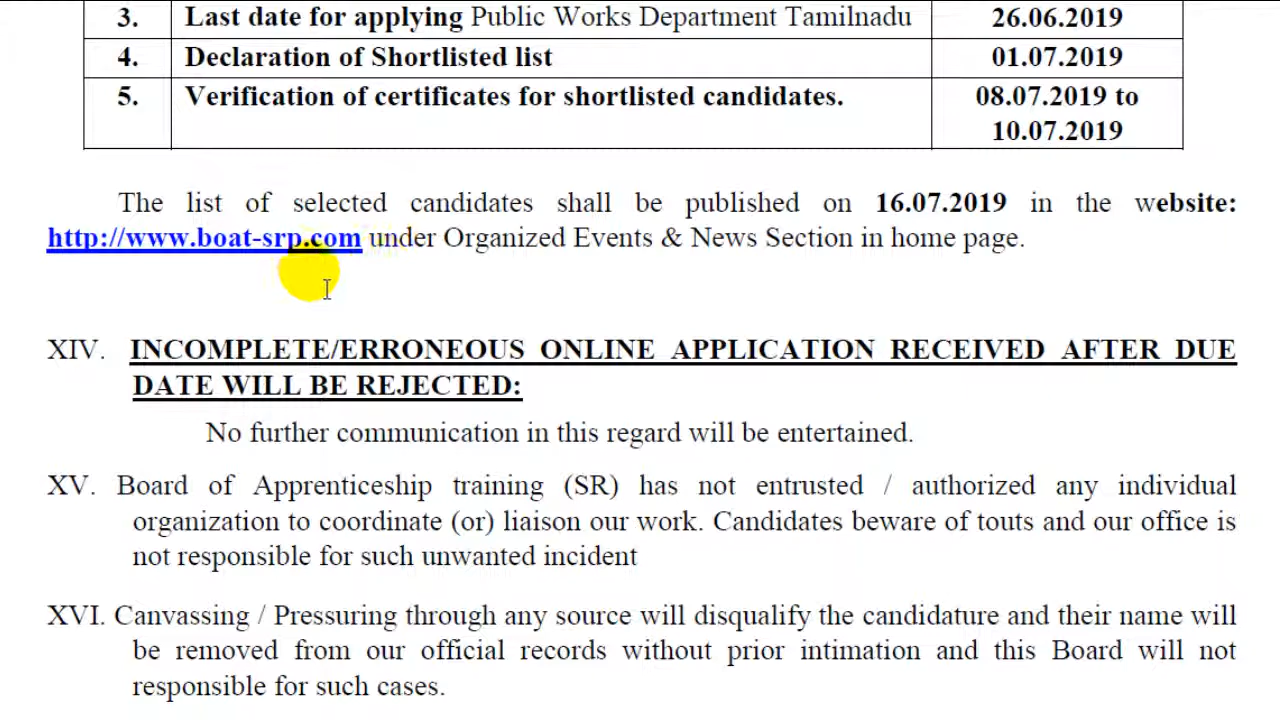 3. Last date for applying Public Works Department Tamilnadu 26.06.2019
4. Declaration of Shortlisted list 01.07.2019
5. Verification of certificates for shortlisted candidates. 08.07.2019 to
10.07.2019
The list of selected candidates shall be published on 16.07.2019 in the website:
http://www.boat-srp.com under Organized Events & News Section in home page.
XIV. INCOMPLETE/ERRONEOUS ONLINE APPLICATION RECEIVED AFTER DUE
DATE WILL BE REJECTED:
No further communication in this regard will be entertained.
XV. Board of Apprenticeship training (SR) has not entrusted / authorized any individual
organization to coordinate (or) liaison our work. Candidates beware of touts and our office is
not responsible for such unwanted incident
XVI. Canvassing / Pressuring through any source will disqualify the candidature and their name will
be removed from our official records without prior intimation and this Board will not
responsible for such cases.